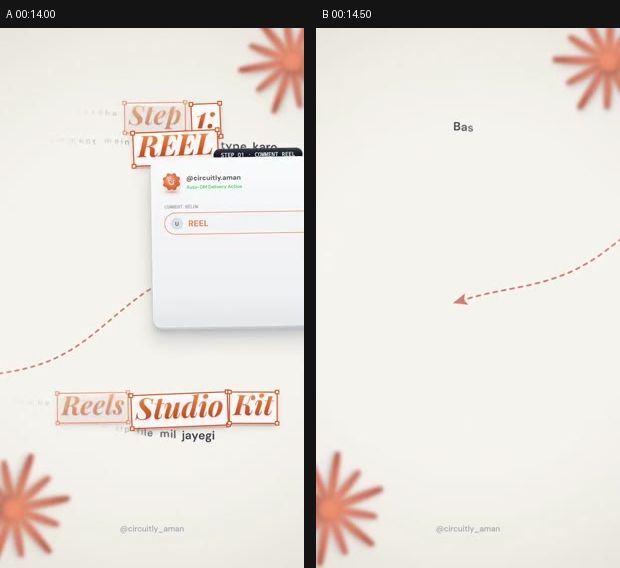 A 00:14.00
B 00:14.50
Step 1:
REEL type karo
STEP 01 · COMMENT REEL
@circuitly.aman
Auto-DM Delivery Active
COMMENT BELOW
U REEL
Reels Studio Kit
file mil jayegi
@circuitly_aman
Bas
@circuitly_aman